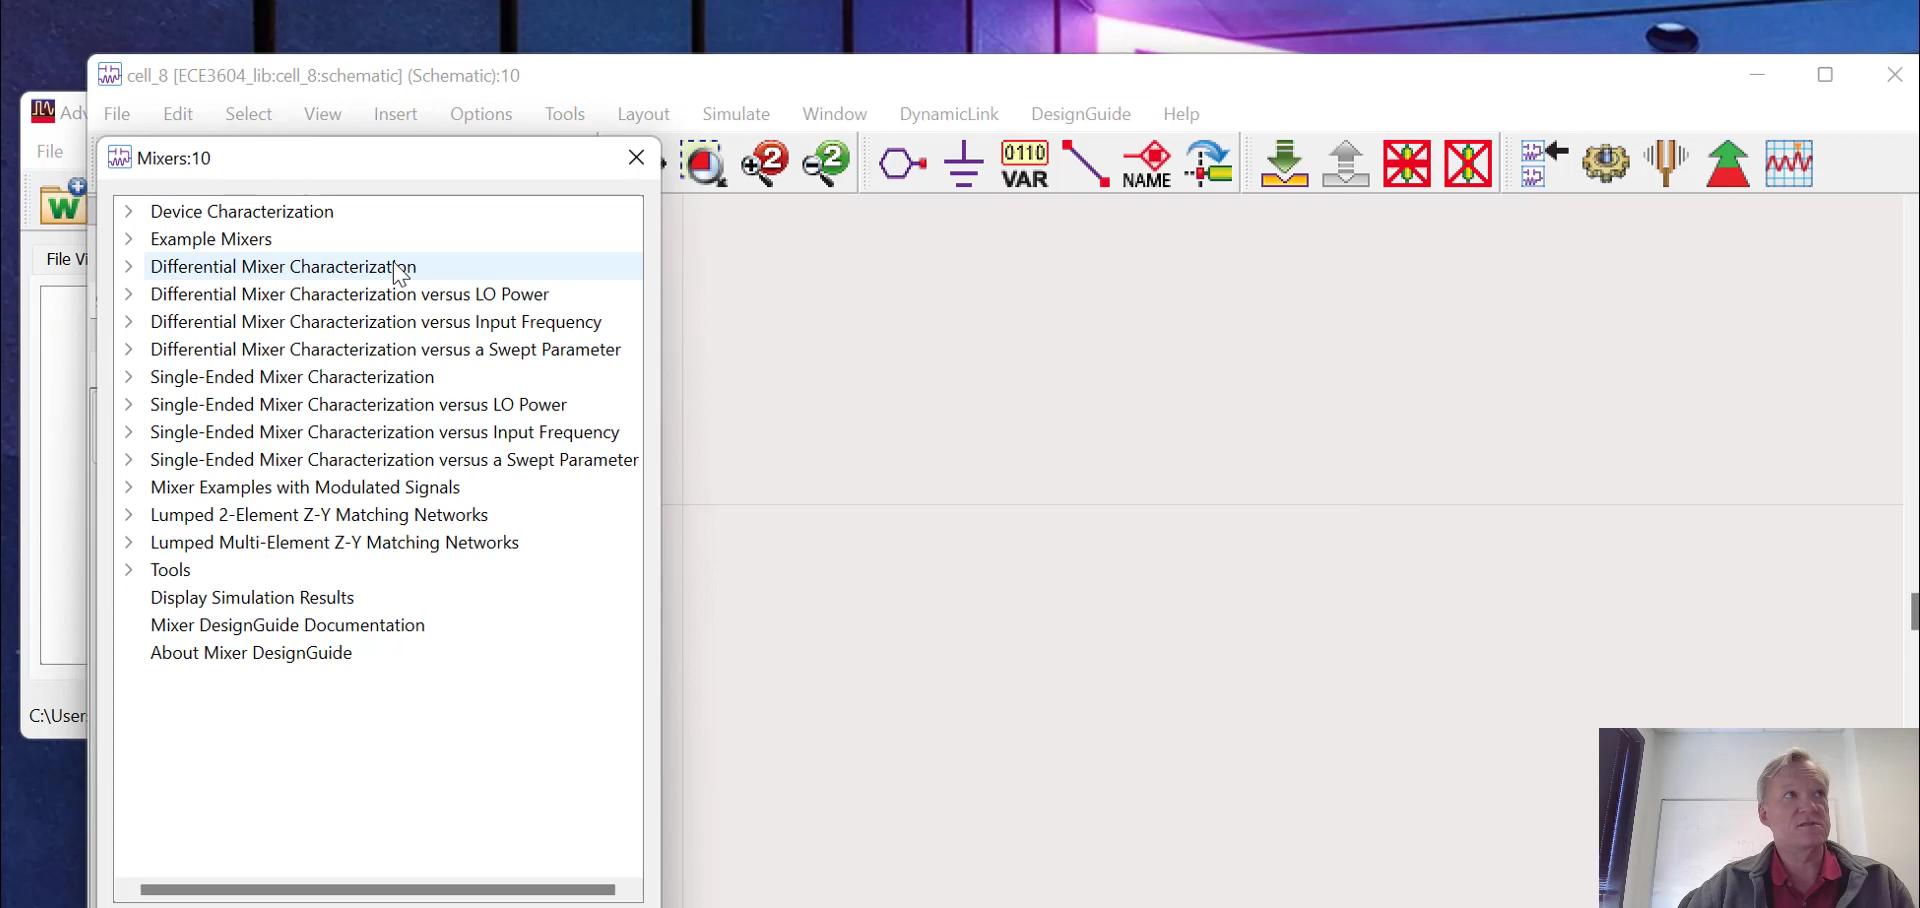 cell_8 [ECE3604_lib:cell_8:schematic] (Schematic):10
Adv
File Edit Select View Insert Options Tools Layout Simulate Window DynamicLink DesignGuide Help
File
Mixers:10
2 2 0110 VAR NAME
W
File Vi
Device Characterization
Example Mixers
Differential Mixer Characterization
Differential Mixer Characterization versus LO Power
Differential Mixer Characterization versus Input Frequency
Differential Mixer Characterization versus a Swept Parameter
Single-Ended Mixer Characterization
Single-Ended Mixer Characterization versus LO Power
Single-Ended Mixer Characterization versus Input Frequency
Single-Ended Mixer Characterization versus a Swept Parameter
Mixer Examples with Modulated Signals
Lumped 2-Element Z-Y Matching Networks
Lumped Multi-Element Z-Y Matching Networks
Tools
Display Simulation Results
Mixer DesignGuide Documentation
About Mixer DesignGuide
C:\User